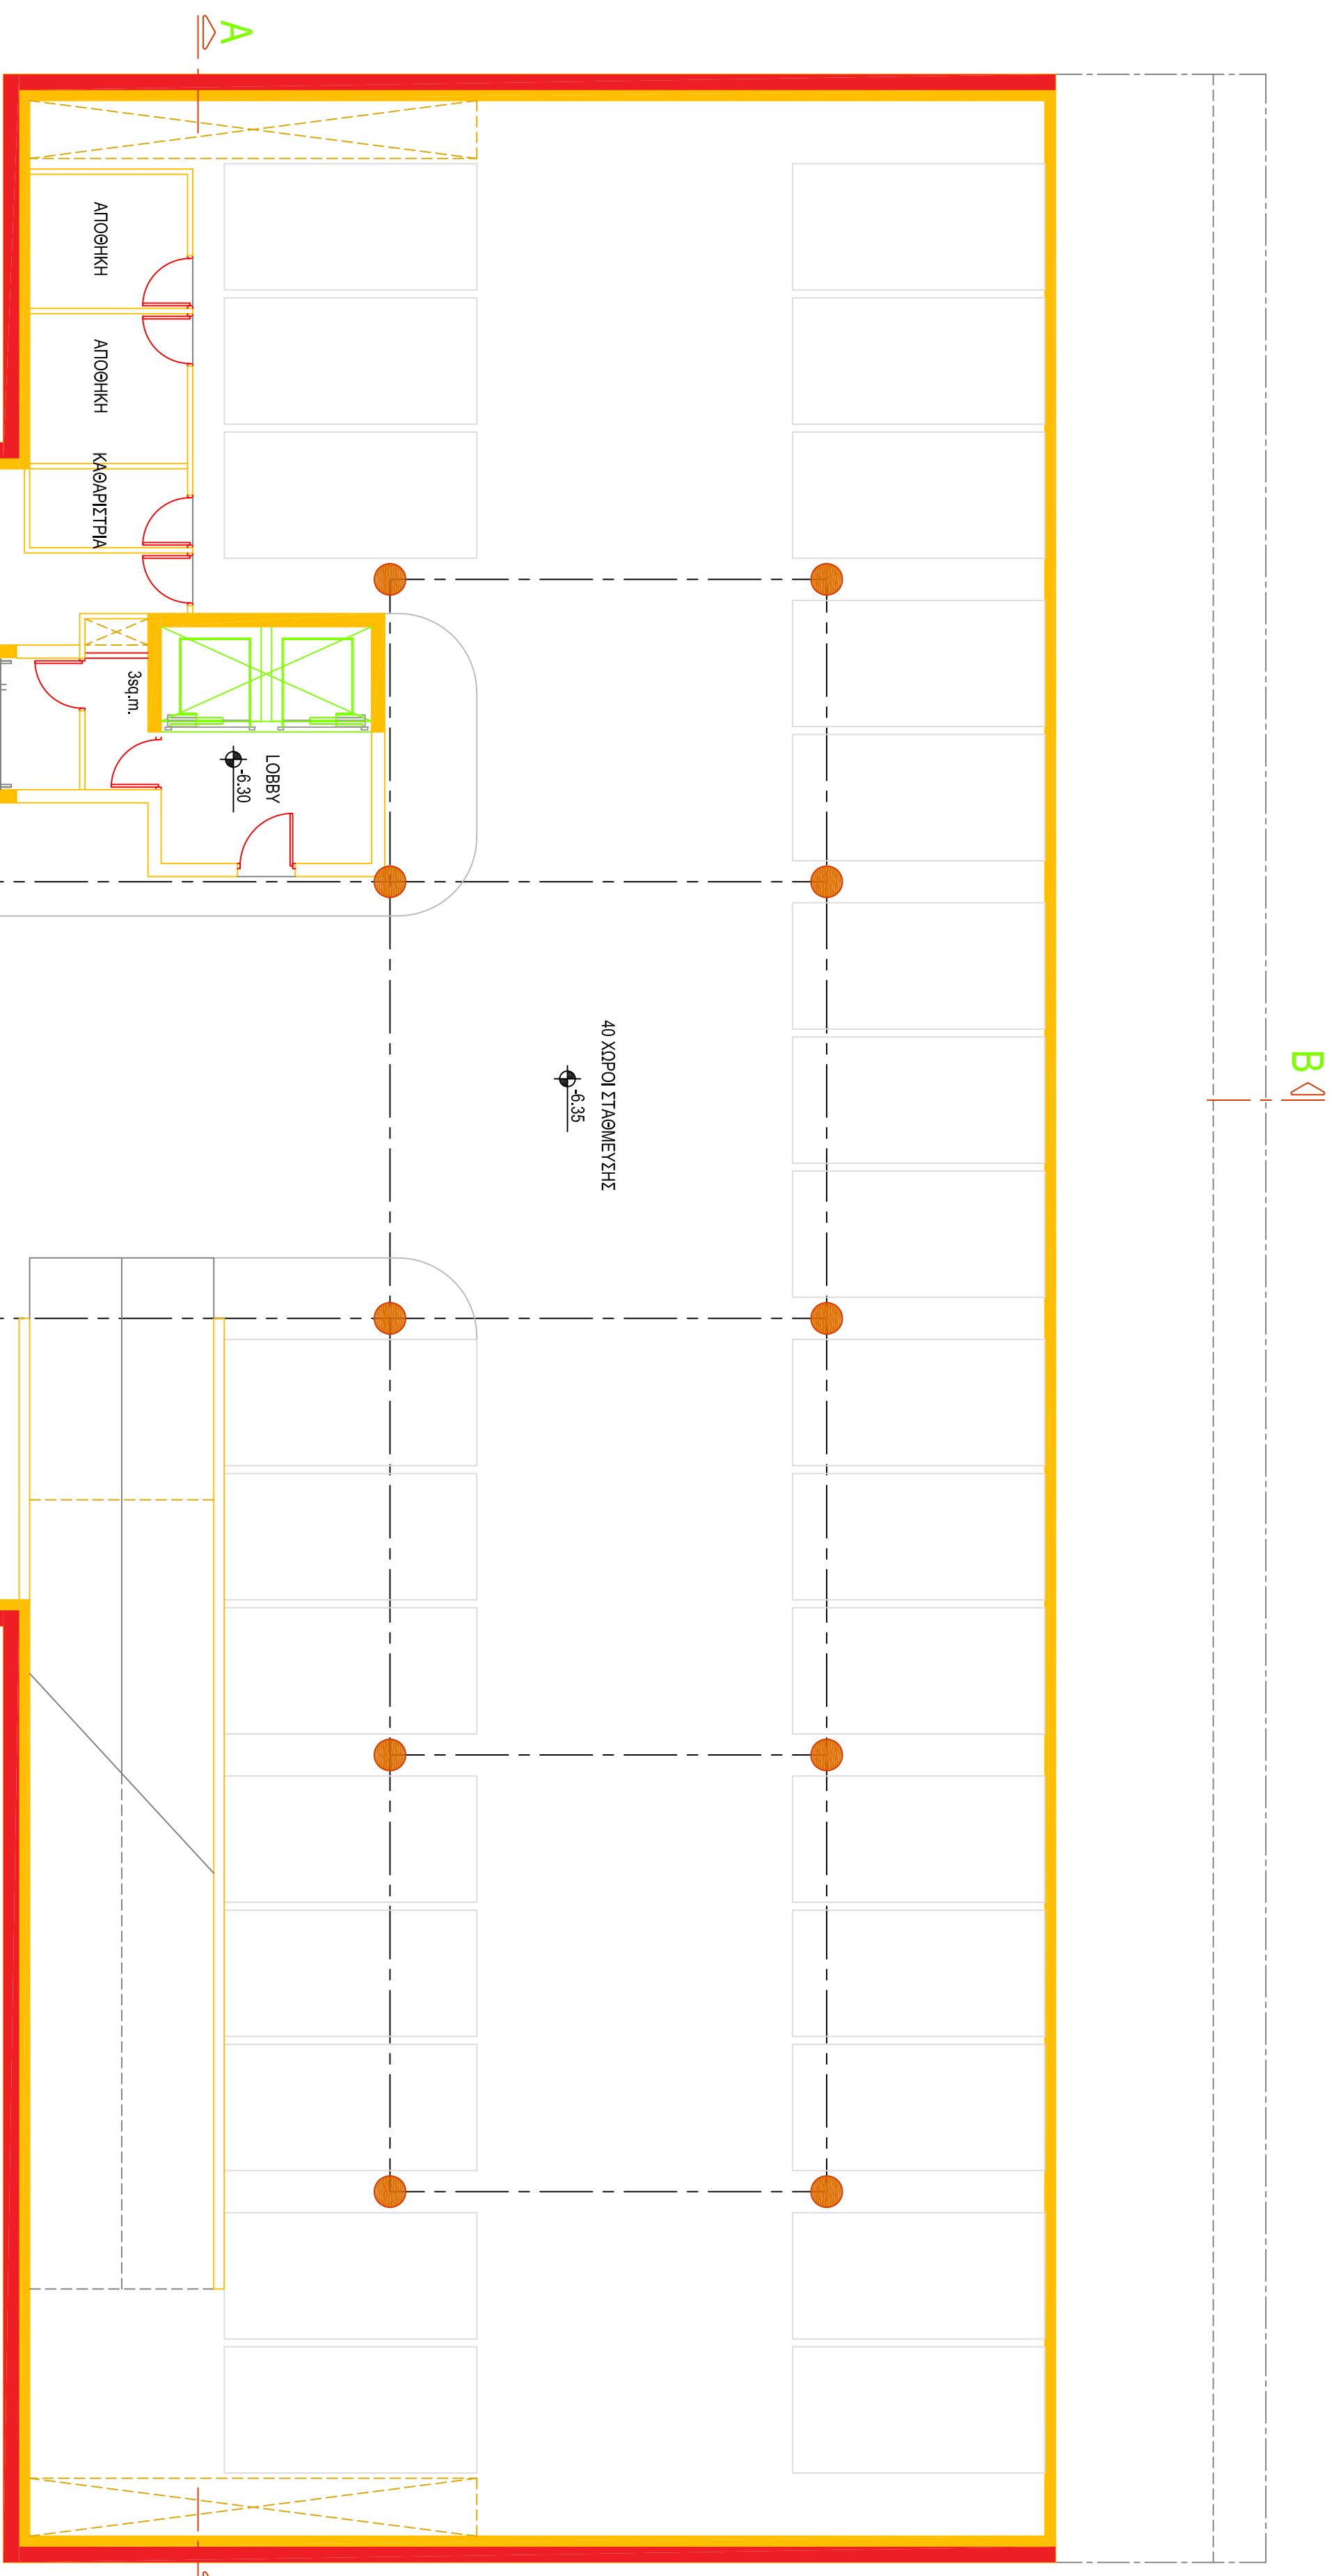 A
B
ΑΠΟΘΗΚΗ
ΑΠΟΘΗΚΗ
ΚΑΘΑΡΙΣΤΡΙΑ
3sq.m.
LOBBY
-6.30
40 ΧΩΡΟΙ ΣΤΑΘΜΕΥΣΗΣ
-6.35